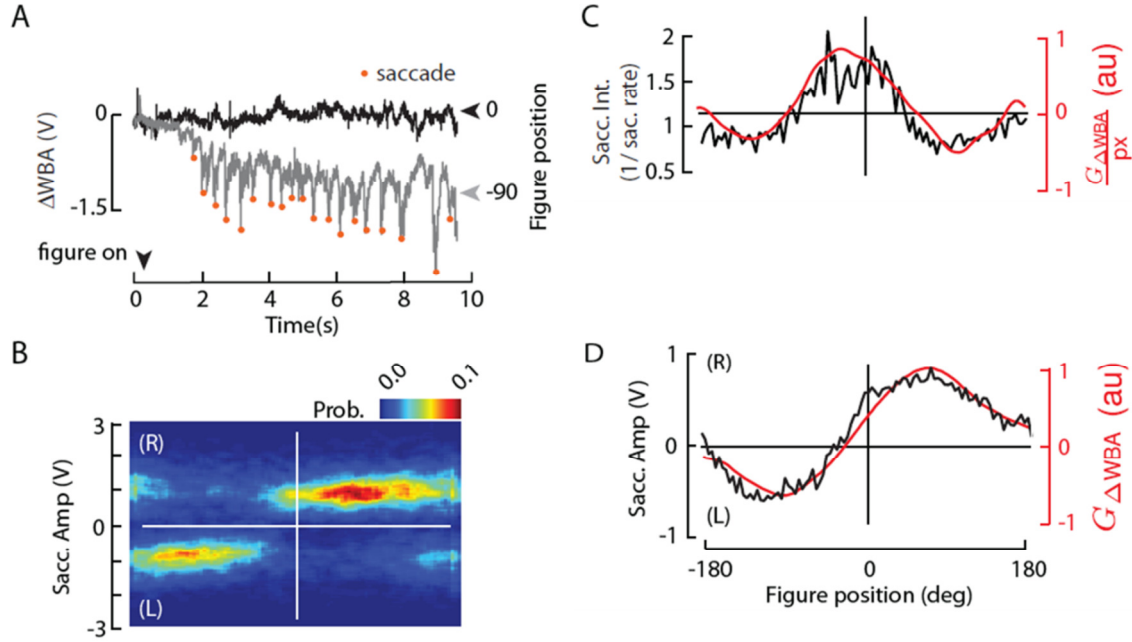 A
saccade
0
ΔWBA (V)
-1.5
0
-90
Figure position
figure on
0 2 4 6 8 10
Time(s)
B
Prob.
0.0
0.1
3
(R)
Sacc. Amp (V)
0
(L)
-3
C
2
1.5
1
0.5
Sacc. Int.
(1 / sac. rate)
1
0
-1
G ΔWBA
px
(au)
D
1
(R)
Sacc. Amp (V)
0
(L)
-1
1
0
-1
G ΔWBA (au)
-180 0 180
Figure position (deg)